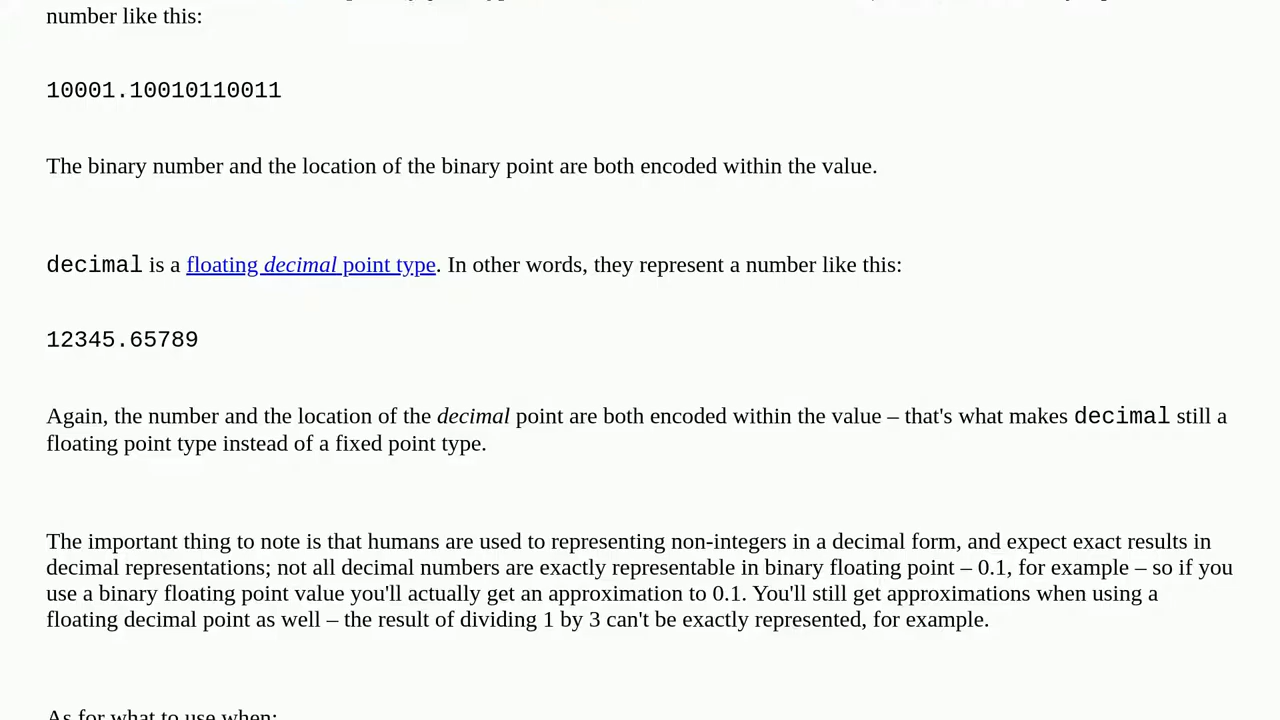 number like this:
10001.10010110011
The binary number and the location of the binary point are both encoded within the value.
decimal is a floating decimal point type. In other words, they represent a number like this:
12345.65789
Again, the number and the location of the decimal point are both encoded within the value – that's what makes decimal still a
floating point type instead of a fixed point type.
The important thing to note is that humans are used to representing non-integers in a decimal form, and expect exact results in
decimal representations; not all decimal numbers are exactly representable in binary floating point – 0.1, for example – so if you
use a binary floating point value you'll actually get an approximation to 0.1. You'll still get approximations when using a
floating decimal point as well – the result of dividing 1 by 3 can't be exactly represented, for example.
As for what to use when: